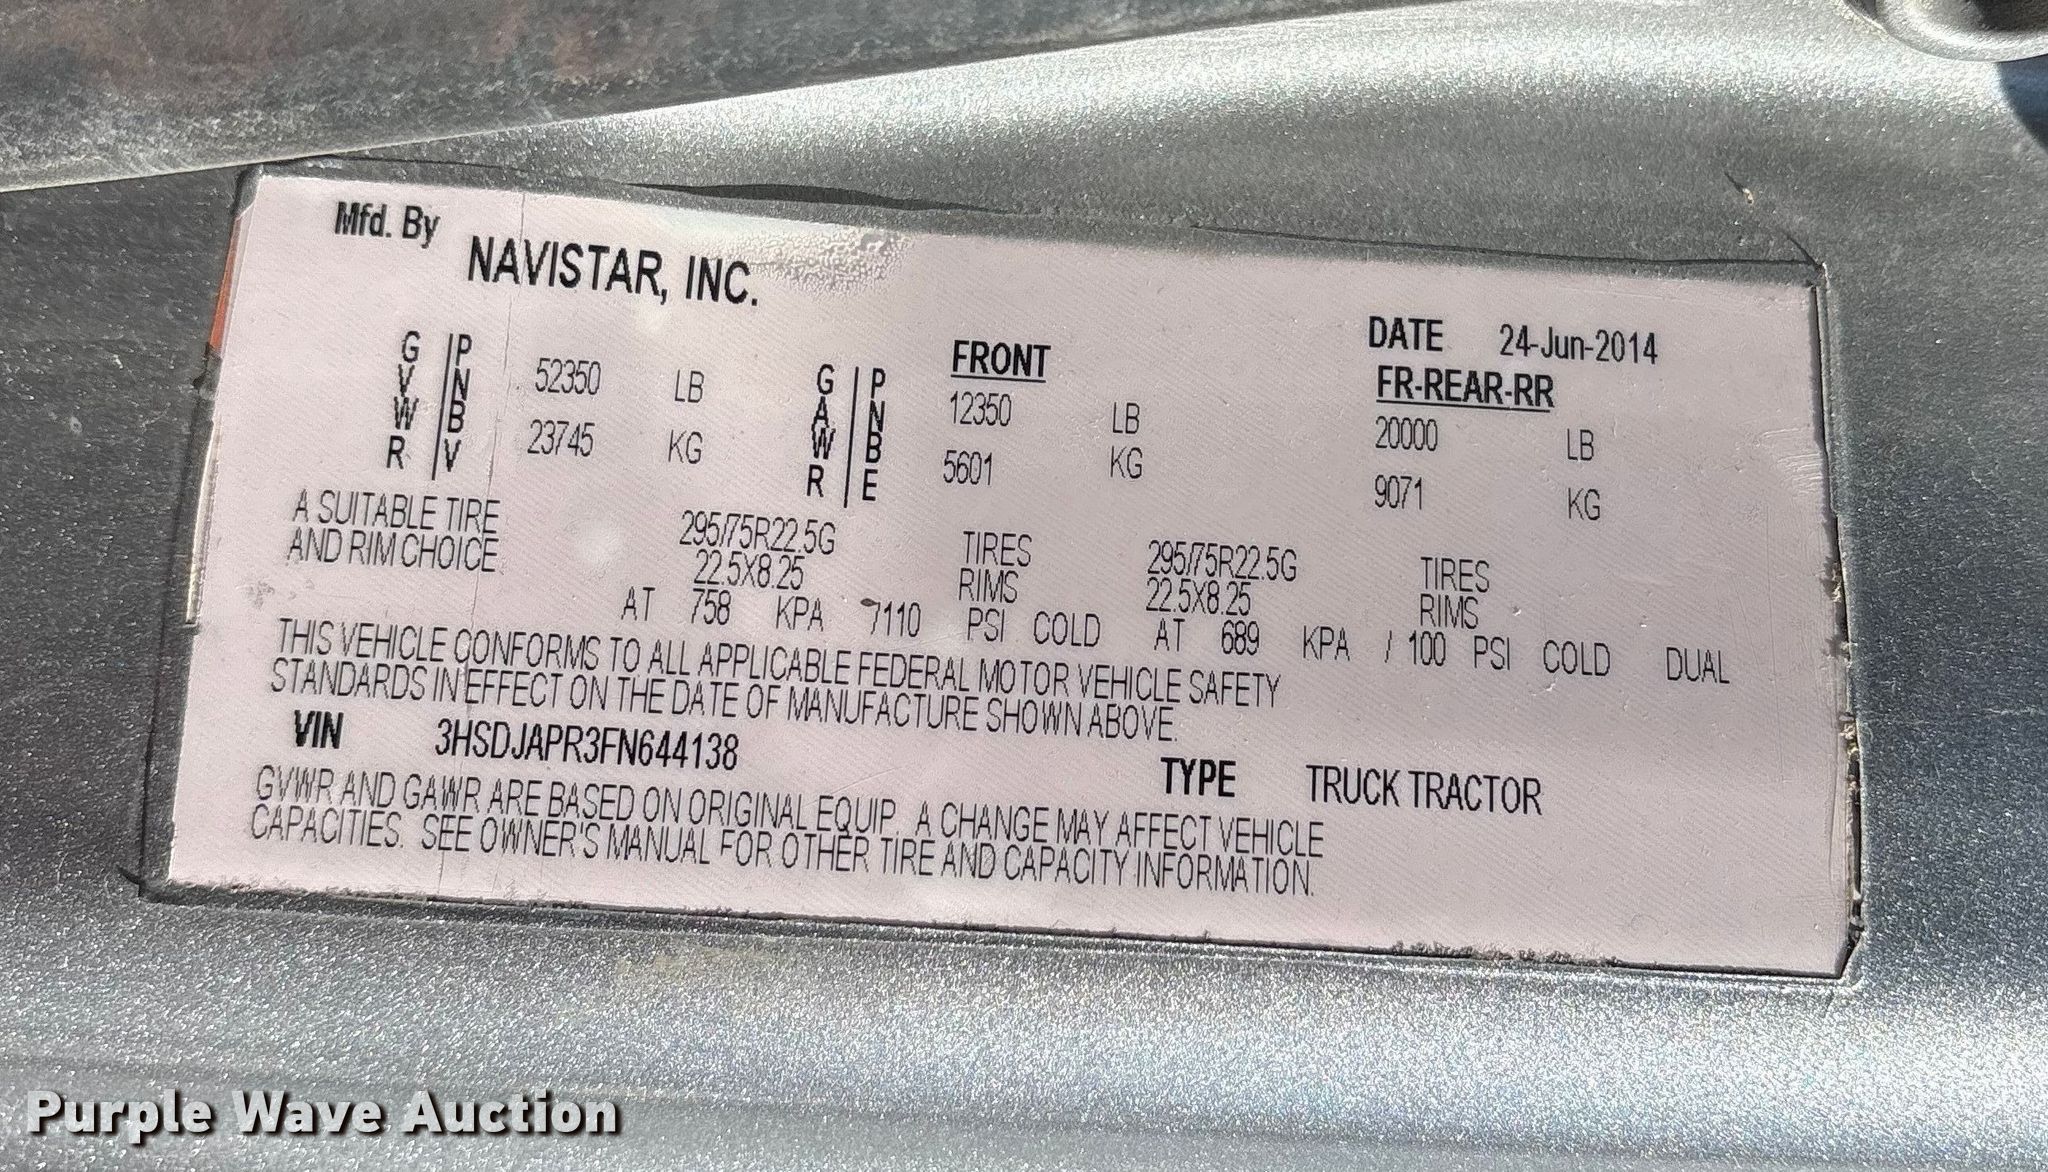 Mfd. By
NAVISTAR, INC.
DATE 24-Jun-2014
GVWR | PNBV 52350 LB
23745 KG
GAWR | PNBE
FRONT
12350 LB
5601 KG
FR-REAR-RR
20000 LB
9071 KG
A SUITABLE TIRE
AND RIM CHOICE
295/75R22.5G TIRES 295/75R22.5G TIRES
22.5X8.25 RIMS 22.5X8.25 RIMS
AT 758 KPA /110 PSI COLD AT 689 KPA / 100 PSI COLD DUAL
THIS VEHICLE CONFORMS TO ALL APPLICABLE FEDERAL MOTOR VEHICLE SAFETY
STANDARDS IN EFFECT ON THE DATE OF MANUFACTURE SHOWN ABOVE.
VIN 3HSDJAPR3FN644138 TYPE TRUCK TRACTOR
GVWR AND GAWR ARE BASED ON ORIGINAL EQUIP. A CHANGE MAY AFFECT VEHICLE
CAPACITIES. SEE OWNER'S MANUAL FOR OTHER TIRE AND CAPACITY INFORMATION.
Purple Wave Auction